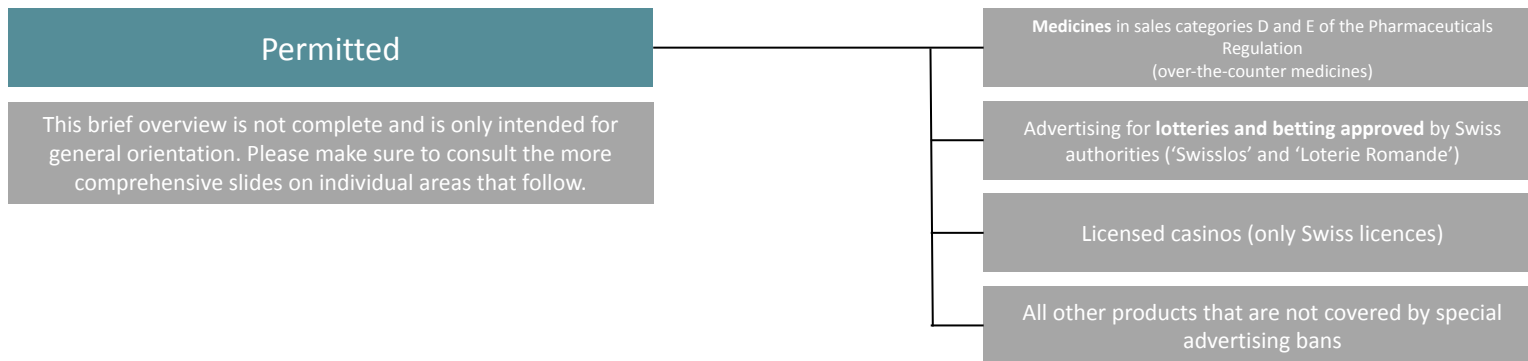 Permitted
This brief overview is not complete and is only intended for
general orientation. Please make sure to consult the more
comprehensive slides on individual areas that follow.
Medicines in sales categories D and E of the Pharmaceuticals
Regulation
(over-the-counter medicines)
Advertising for lotteries and betting approved by Swiss
authorities (‘Swisslos’ and ‘Loterie Romande’)
Licensed casinos (only Swiss licences)
All other products that are not covered by special
advertising bans